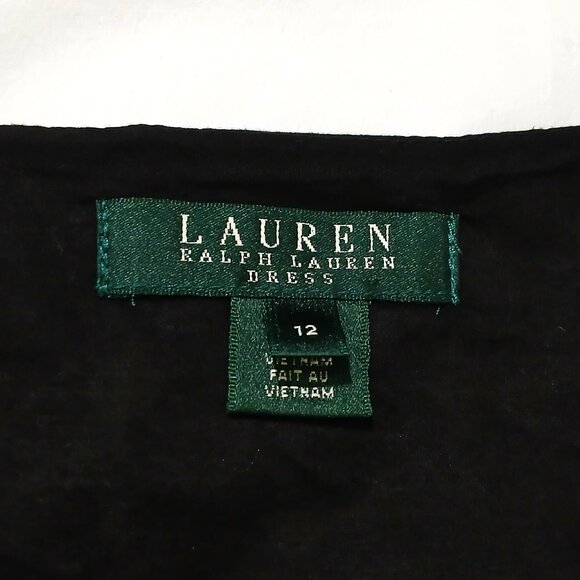 LAUREN
RALPH LAUREN
DRESS
12
VIETNAM
FAIT AU
VIETNAM